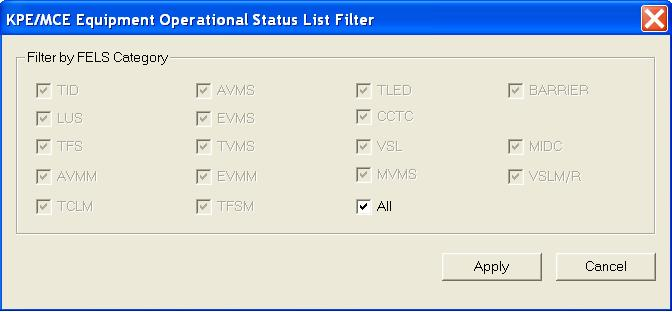 KPE/MCE Equipment Operational Status List Filter
Filter by FELS Category
TID AVMS TLED BARRIER
LUS EVMS CCTC
TFS TVMS VSL MIDC
AVMM EVMM MVMS VSLM/R
TCLM TFSM All
Apply Cancel